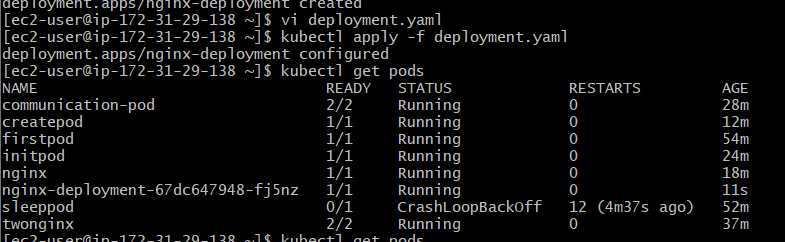 deployment.apps/nginx-deployment created
[ec2-user@ip-172-31-29-138 ~]$ vi deployment.yaml
[ec2-user@ip-172-31-29-138 ~]$ kubectl apply -f deployment.yaml
deployment.apps/nginx-deployment configured
[ec2-user@ip-172-31-29-138 ~]$ kubectl get pods
NAME READY STATUS RESTARTS AGE
communication-pod 2/2 Running 0 28m
createpod 1/1 Running 0 12m
firstpod 1/1 Running 0 54m
initpod 1/1 Running 0 24m
nginx 1/1 Running 0 18m
nginx-deployment-67dc647948-fj5nz 1/1 Running 0 11s
sleeppod 0/1 CrashLoopBackOff 12 (4m37s ago) 52m
twonginx 2/2 Running 0 37m
[ec2-user@ip-172-31-29-138 ~]$ kubectl get pods